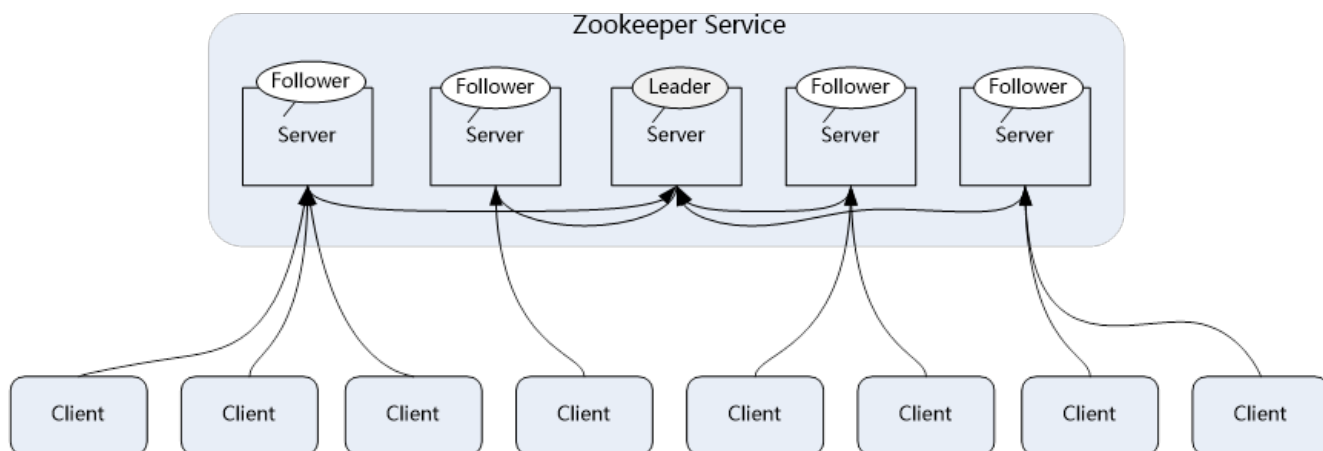 Zookeeper Service
Follower
Follower
Leader
Follower
Follower
Server
Server
Server
Server
Server
Client
Client
Client
Client
Client
Client
Client
Client